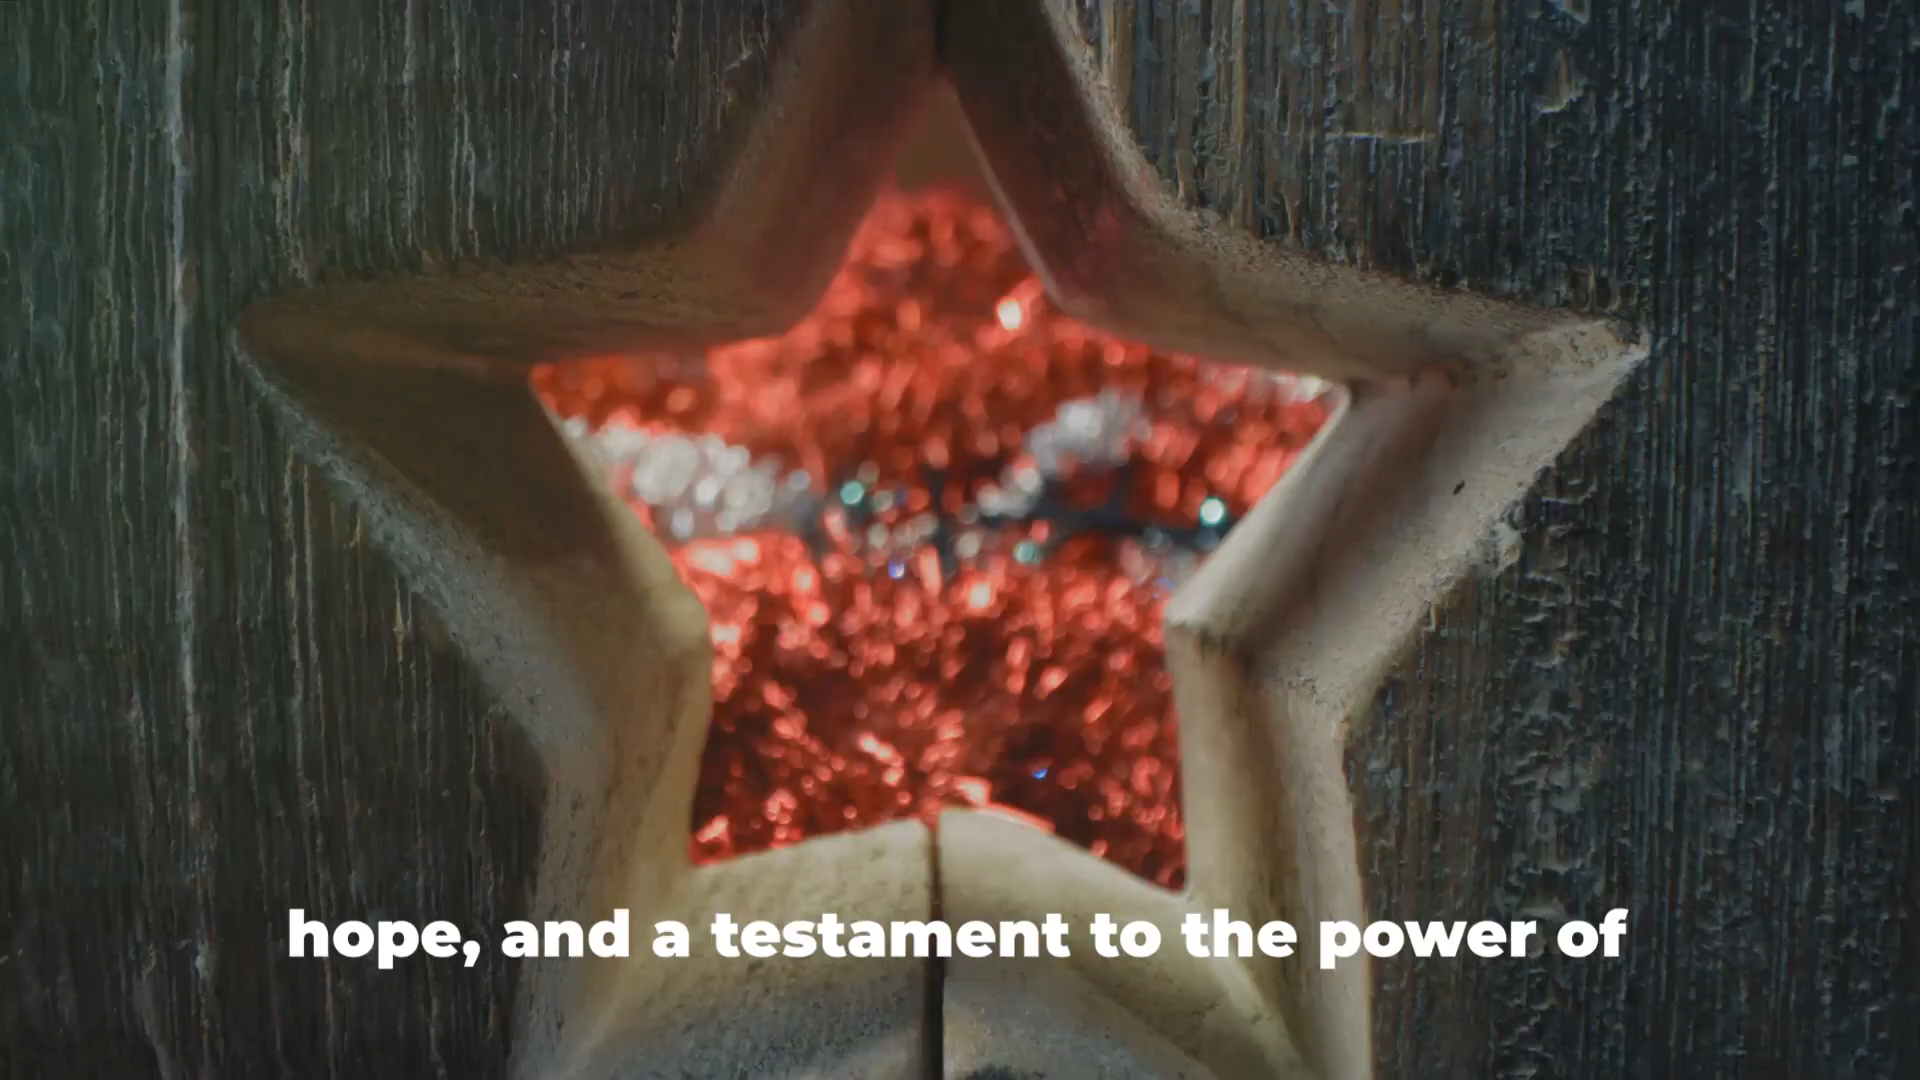 hope, and a testament to the power of